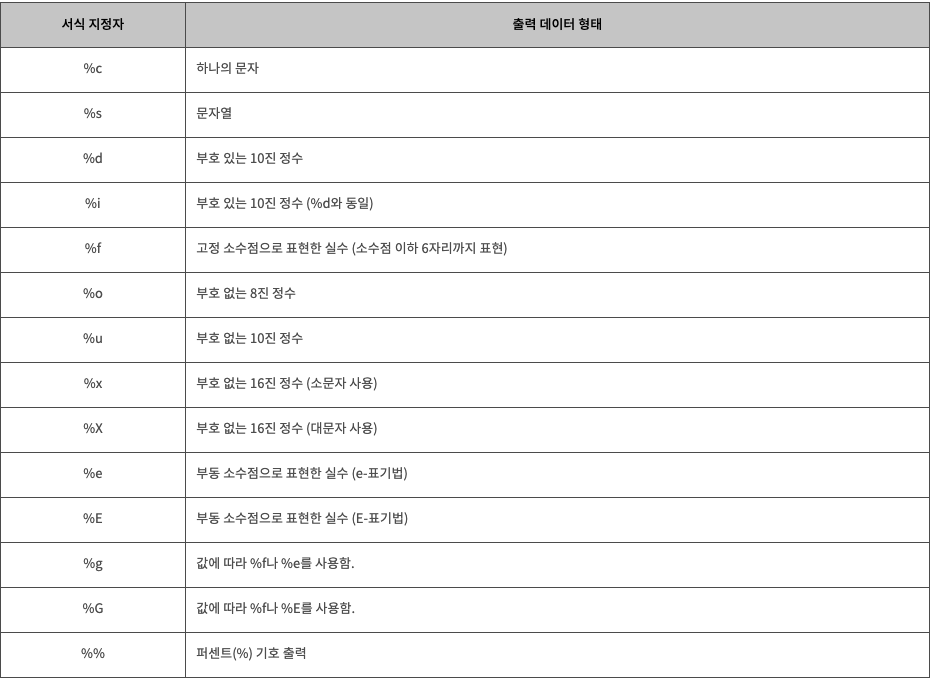 서식 지정자 출력 데이터 형태
%c 하나의 문자
%s 문자열
%d 부호 있는 10진 정수
%i 부호 있는 10진 정수 (%d와 동일)
%f 고정 소수점으로 표현한 실수 (소수점 이하 6자리까지 표현)
%o 부호 없는 8진 정수
%u 부호 없는 10진 정수
%x 부호 없는 16진 정수 (소문자 사용)
%X 부호 없는 16진 정수 (대문자 사용)
%e 부동 소수점으로 표현한 실수 (e-표기법)
%E 부동 소수점으로 표현한 실수 (E-표기법)
%g 값에 따라 %f나 %e를 사용함.
%G 값에 따라 %f나 %E를 사용함.
%% 퍼센트(%) 기호 출력